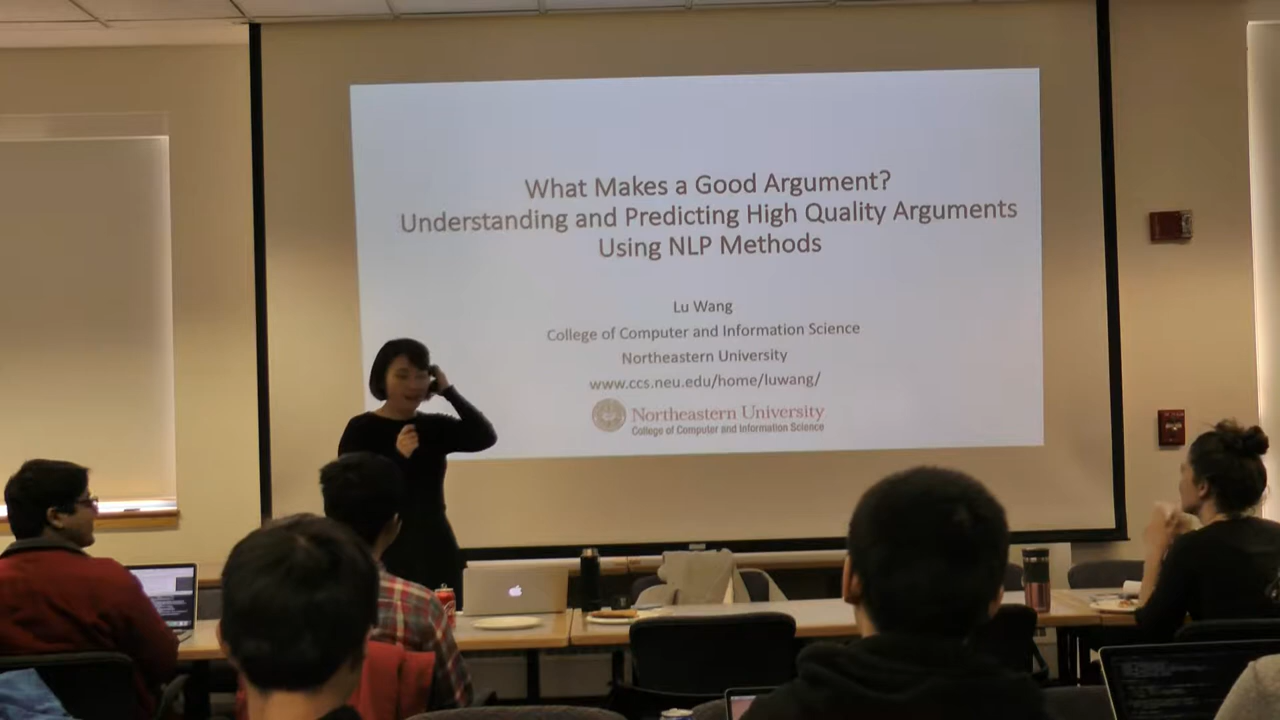 What Makes a Good Argument?
Understanding and Predicting High Quality Arguments
Using NLP Methods
Lu Wang
College of Computer and Information Science
Northeastern University
www.ccs.neu.edu/home/luwang/
Northeastern University
College of Computer and Information Science